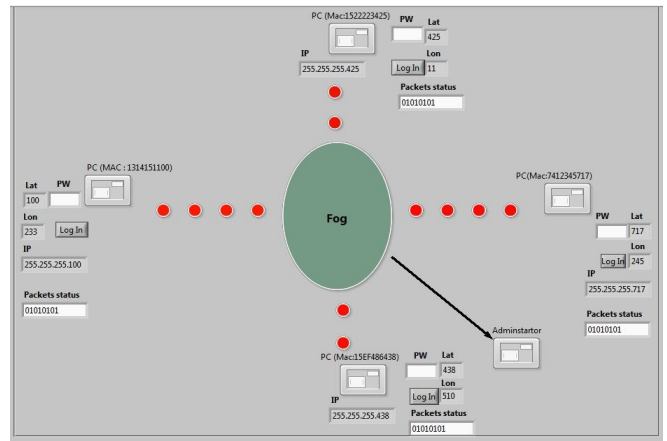 PC (Mac:1522223425)
PW
Lat
425
IP
Lon
255.255.255.425
Log In
11
Packets status
01010101
PC (MAC : 1314151100)
Lat
PW
100
Lon
233
Log In
IP
255.255.255.100
Packets status
01010101
Fog
PC(Mac:7412345717)
PW
Lat
717
Lon
Log In
245
IP
255.255.255.717
Packets status
01010101
Adminstartor
PC (Mac:15EF486438)
PW
Lat
438
Lon
IP
Log In
510
255.255.255.438
Packets status
01010101